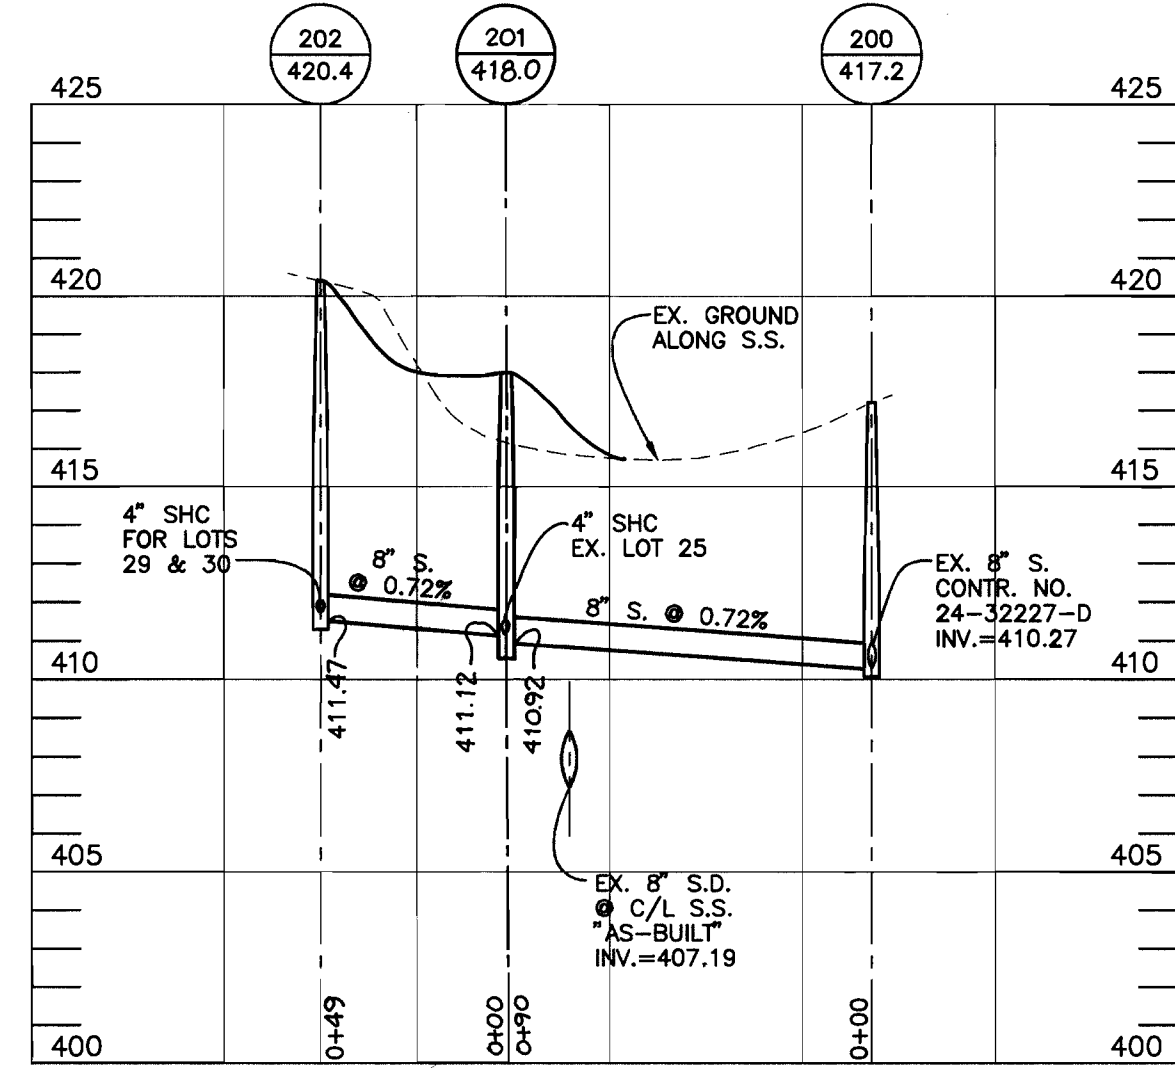 202
420.4
201
418.0
200
417.2
425
425
420
420
EX. GROUND
ALONG S.S.
415
415
4" SHC
FOR LOTS
29 & 30
8" S.
@ 0.72%
4" SHC
EX. LOT 25
8" S. @ 0.72%
EX. 8" S.
CONTR. NO.
24-32227-D
INV.=410.27
410
410
411.47
411.12
410.92
405
405
EX. 8" S.D.
@ C/L S.S.
"AS-BUILT"
INV.=407.19
0+49
0+00
0+90
0+00
400
400